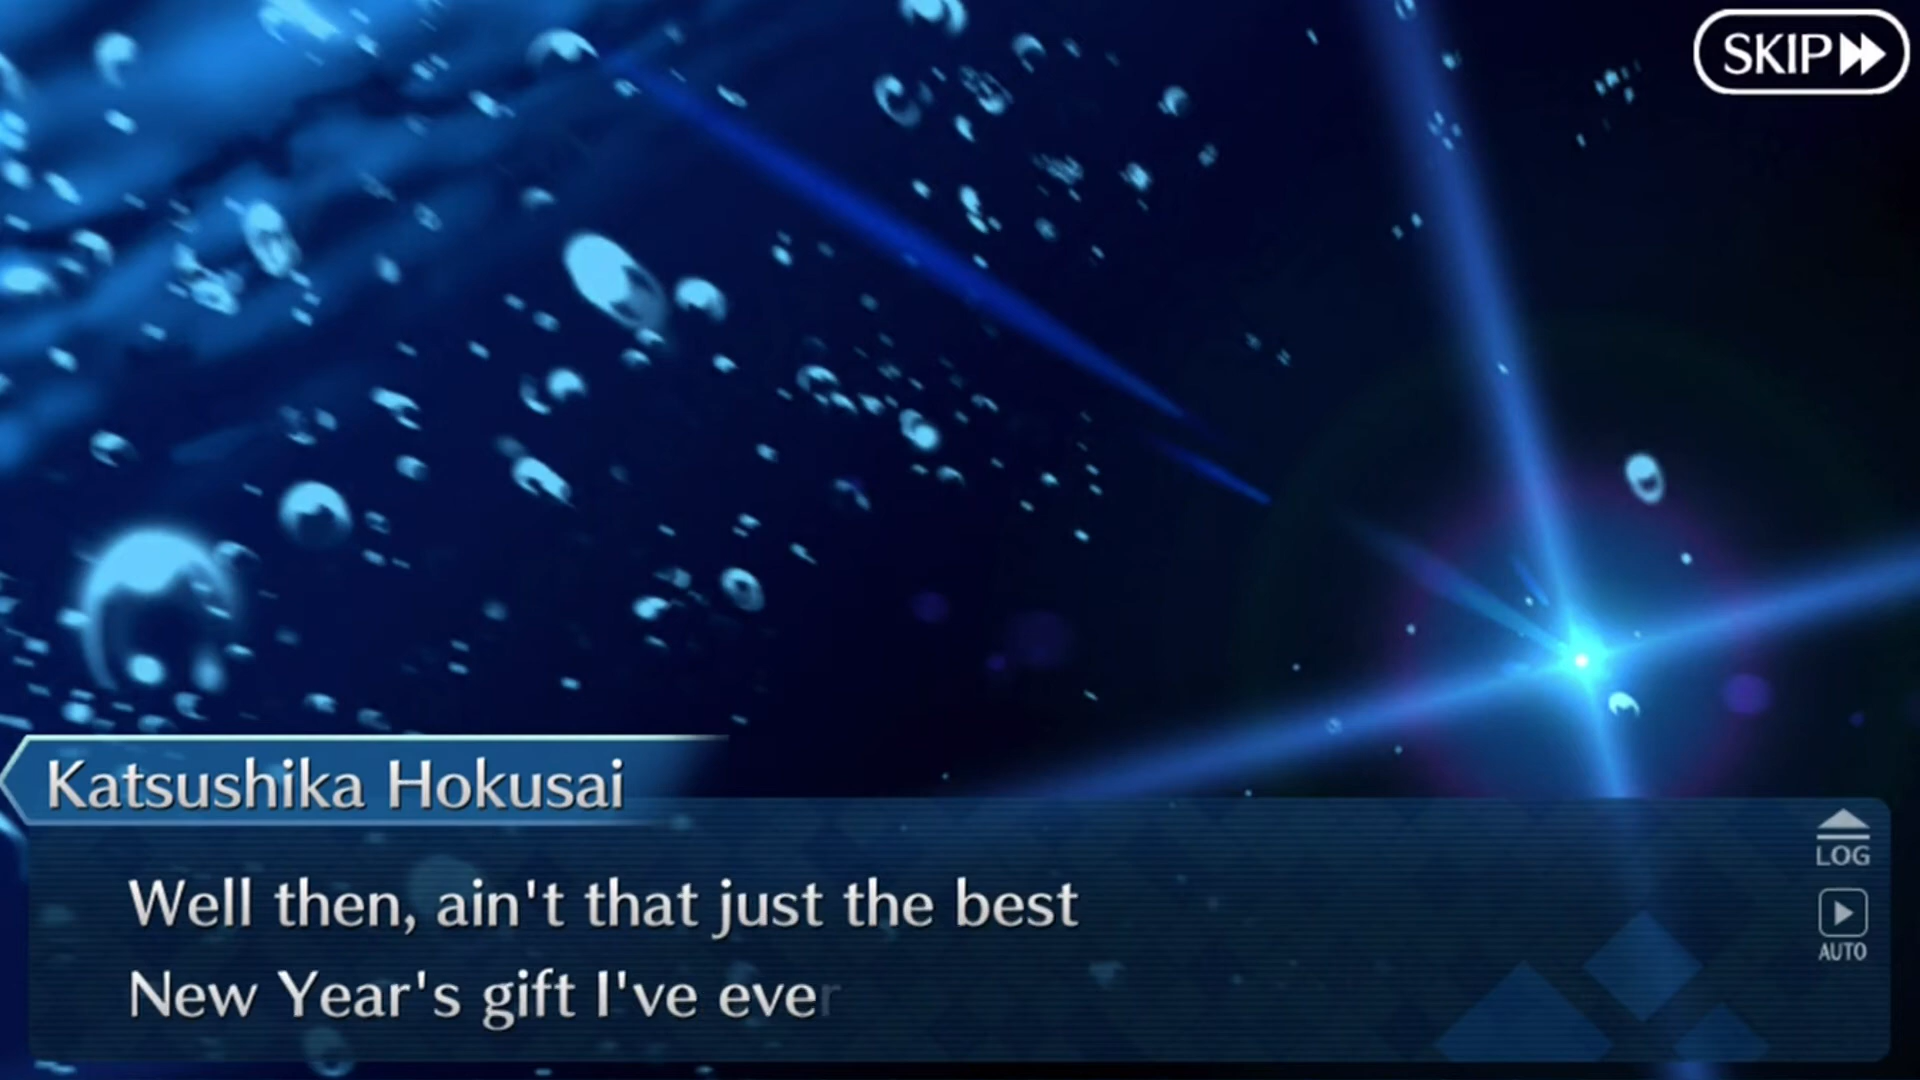 SKIP
Katsushika Hokusai
Well then, ain't that just the best
New Year's gift I've ever
LOG
AUTO